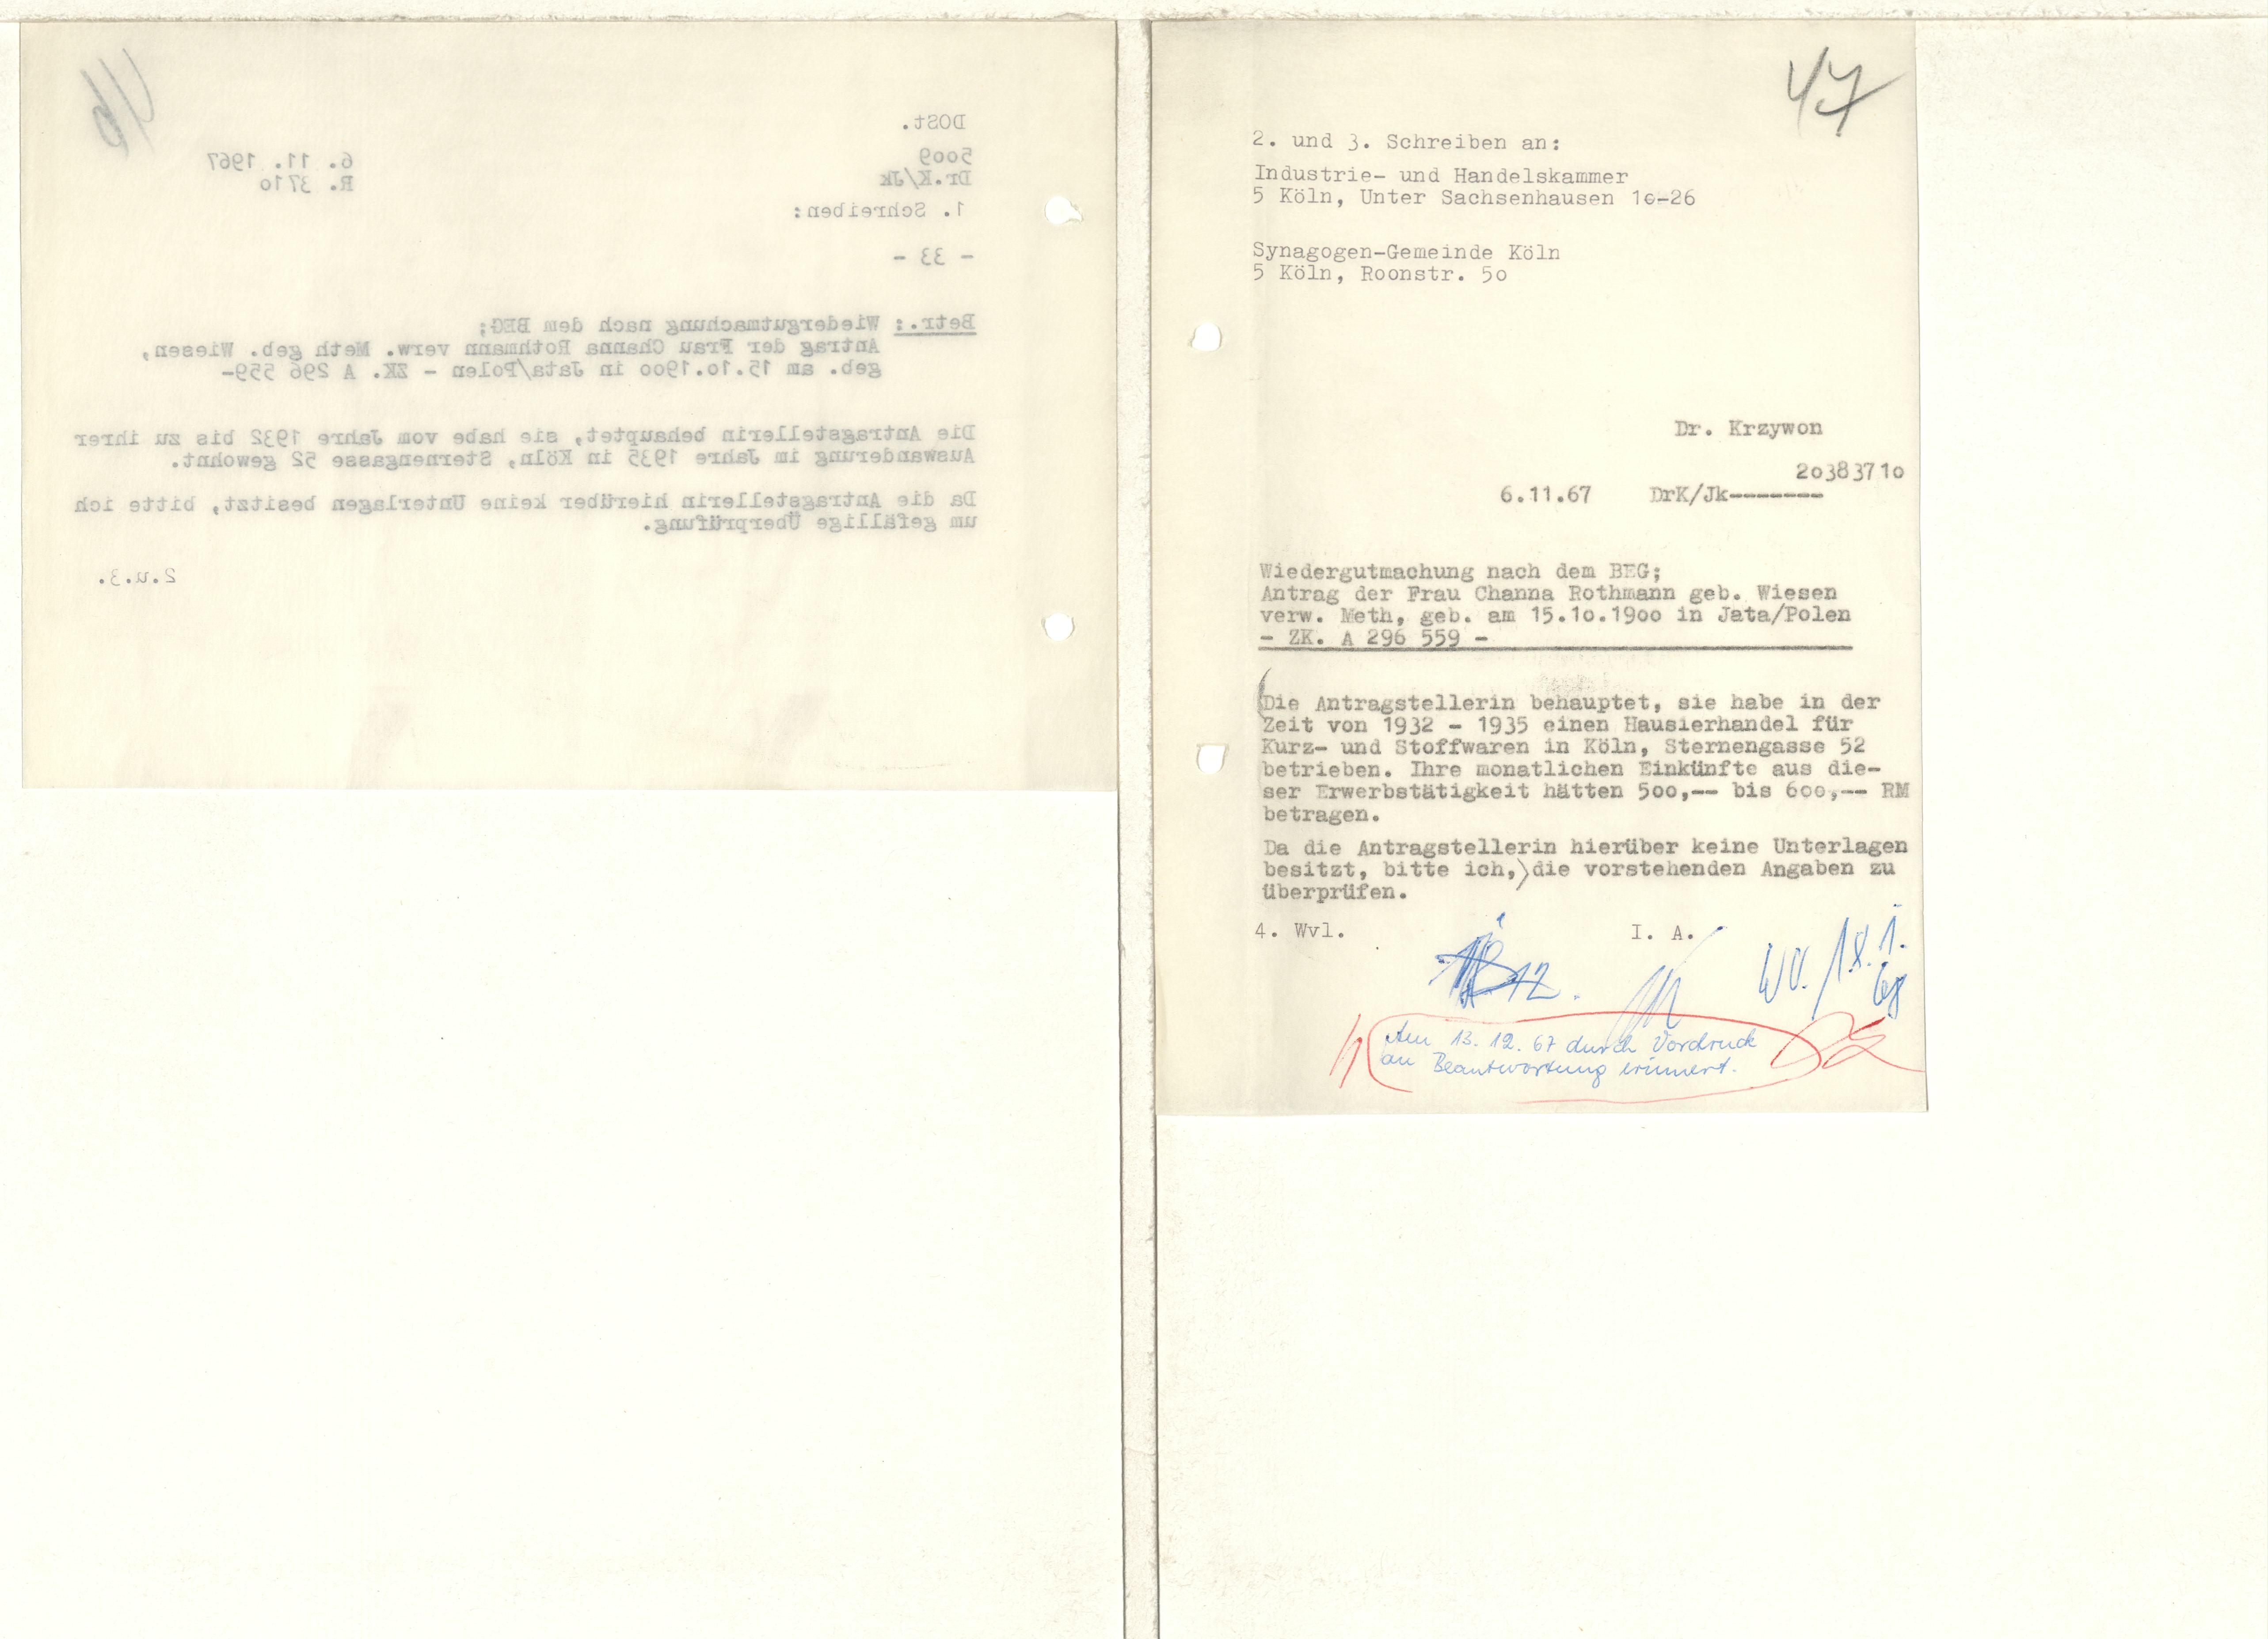 46
DOSt.
5009
Dr.K/Jk
6. 11. 1967
R. 3710
1. Schreiben:
- 33 -
Betr.: Wiedergutmachung nach dem BEG;
Antrag der Frau Channa Rothmann verw. Meth geb. Wiesen,
geb. am 15.10.1900 in Jata/Polen - ZK. A 296 559-
Die Antragstellerin behauptet, sie habe vom Jahre 1932 bis zu ihrer
Auswanderung im Jahre 1935 in Köln, Sternengasse 52 gewohnt.
Da die Antragstellerin hierüber keine Unterlagen besitzt, bitte ich
um gefällige Überprüfung.
2.u.3.
47
2. und 3. Schreiben an:
Industrie- und Handelskammer
5 Köln, Unter Sachsenhausen 10-26
Synagogen-Gemeinde Köln
5 Köln, Roonstr. 50
Dr. Krzywon
20383710
6.11.67 DrK/Jk--------
Wiedergutmachung nach dem BEG;
Antrag der Frau Channa Rothmann geb. Wiesen
verw. Meth, geb. am 15.10.1900 in Jata/Polen
- ZK. A 296 559 -
(Die Antragstellerin behauptet, sie habe in der
Zeit von 1932 - 1935 einen Hausierhandel für
Kurz- und Stoffwaren in Köln, Sternengasse 52
betrieben. Ihre monatlichen Einkünfte aus die-
ser Erwerbstätigkeit hätten 500,-- bis 600,-- RM
betragen.
Da die Antragstellerin hierüber keine Unterlagen
besitzt, bitte ich,) die vorstehenden Angaben zu
überprüfen.
4. Wvl.
I. A.
12.
WV. 18.1.
68
Am 13. 12. 67 durch Vordruck
an Beantwortung erinnert.